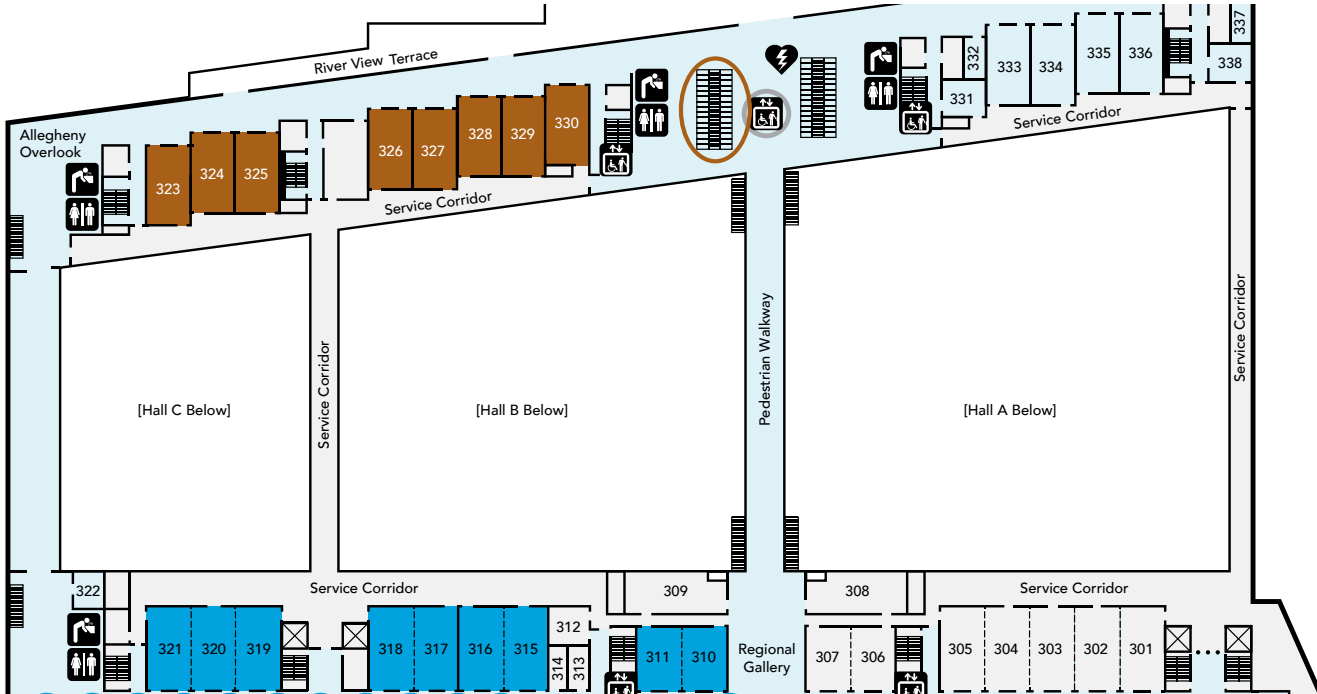 337
332
335
336
333
334
338
River View Terrace
331
Service Corridor
330
328
329
326
327
Allegheny
Overlook
324
325
323
Service Corridor
Pedestrian Walkway
Service Corridor
Service Corridor
[Hall C Below]
[Hall B Below]
[Hall A Below]
322
Service Corridor
309
308
Service Corridor
312
321
320
319
318
317
316
315
314
313
311
310
Regional
Gallery
307
306
305
304
303
302
301